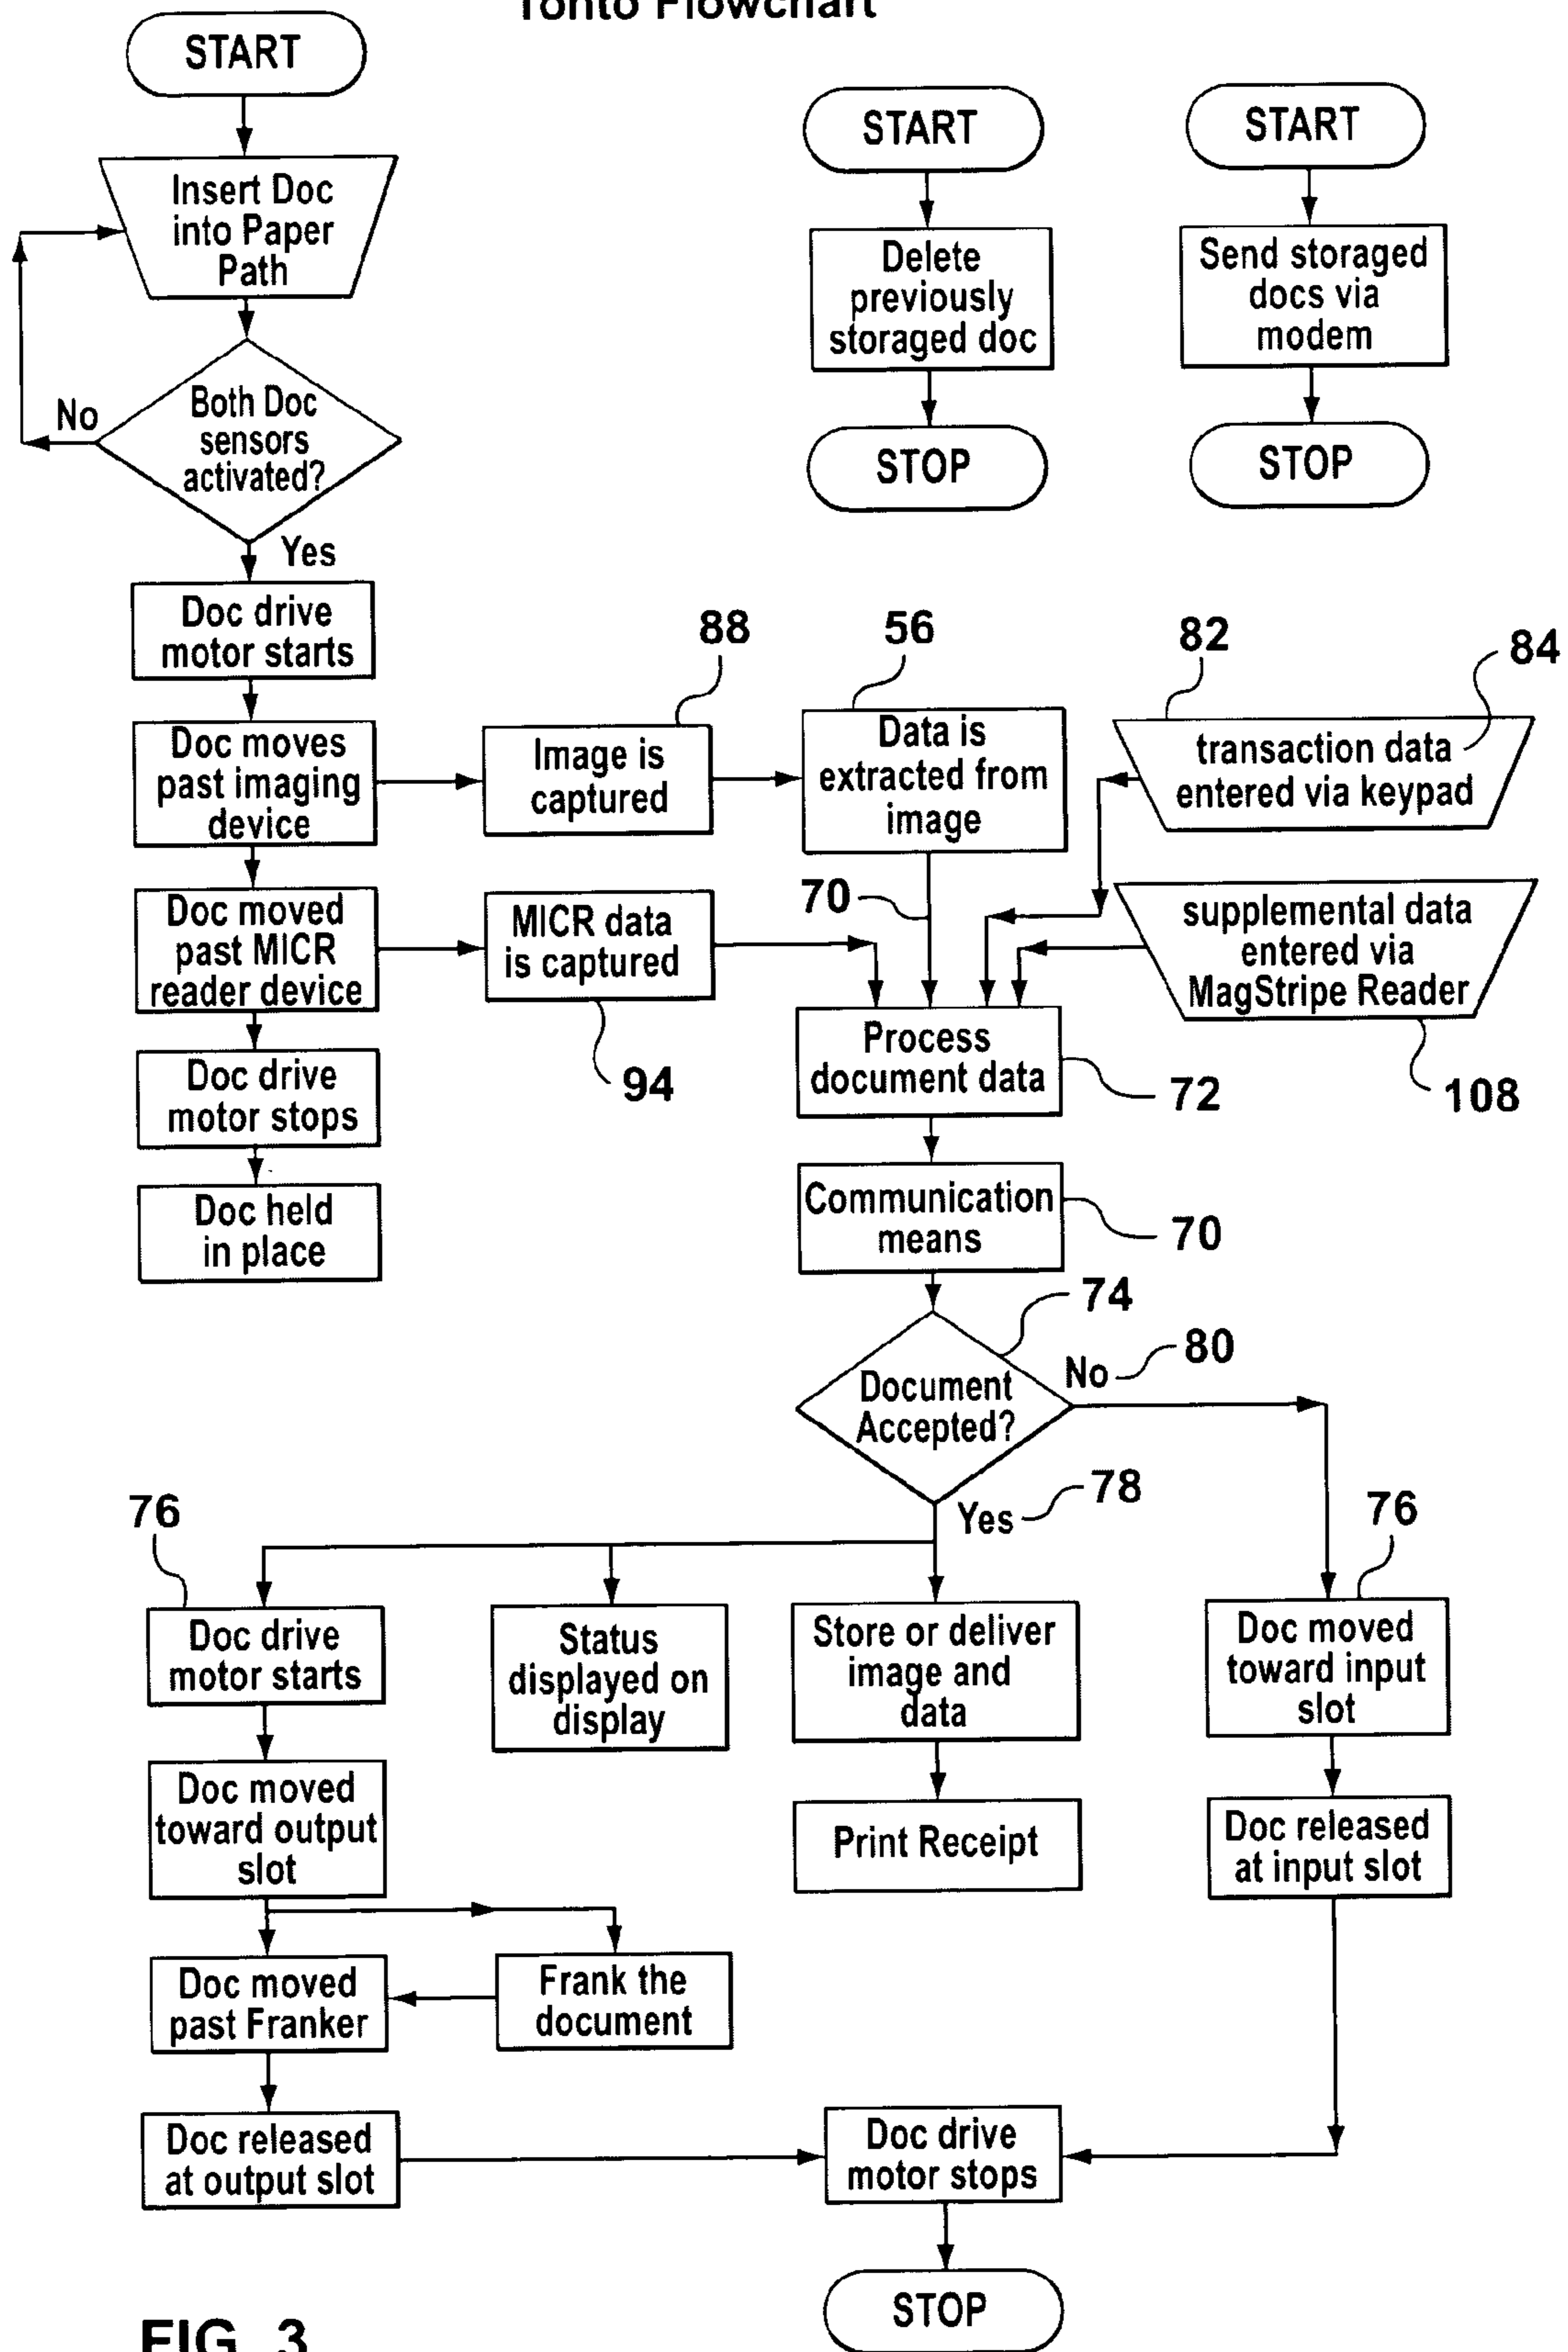 Tonto Flowchart
START
Insert Doc
into Paper
Path
No
Both Doc
sensors
activated?
Yes
Doc drive
motor starts
Doc moves
past imaging
device
Doc moved
past MICR
reader device
Doc drive
motor stops
Doc held
in place
START
Delete
previously
storaged doc
STOP
START
Send storaged
docs via
modem
STOP
88
Image is
captured
56
Data is
extracted from
image
82
84
transaction data
entered via keypad
70
MICR data
is captured
94
supplemental data
entered via
MagStripe Reader
108
Process
document data
72
Communication
means
70
74
Document
Accepted?
No
80
Yes
78
76
Doc drive
motor starts
Status
displayed on
display
Store or deliver
image and
data
76
Doc moved
toward input
slot
Doc moved
toward output
slot
Print Receipt
Doc released
at input slot
Doc moved
past Franker
Frank the
document
Doc released
at output slot
Doc drive
motor stops
STOP
FIG. 3